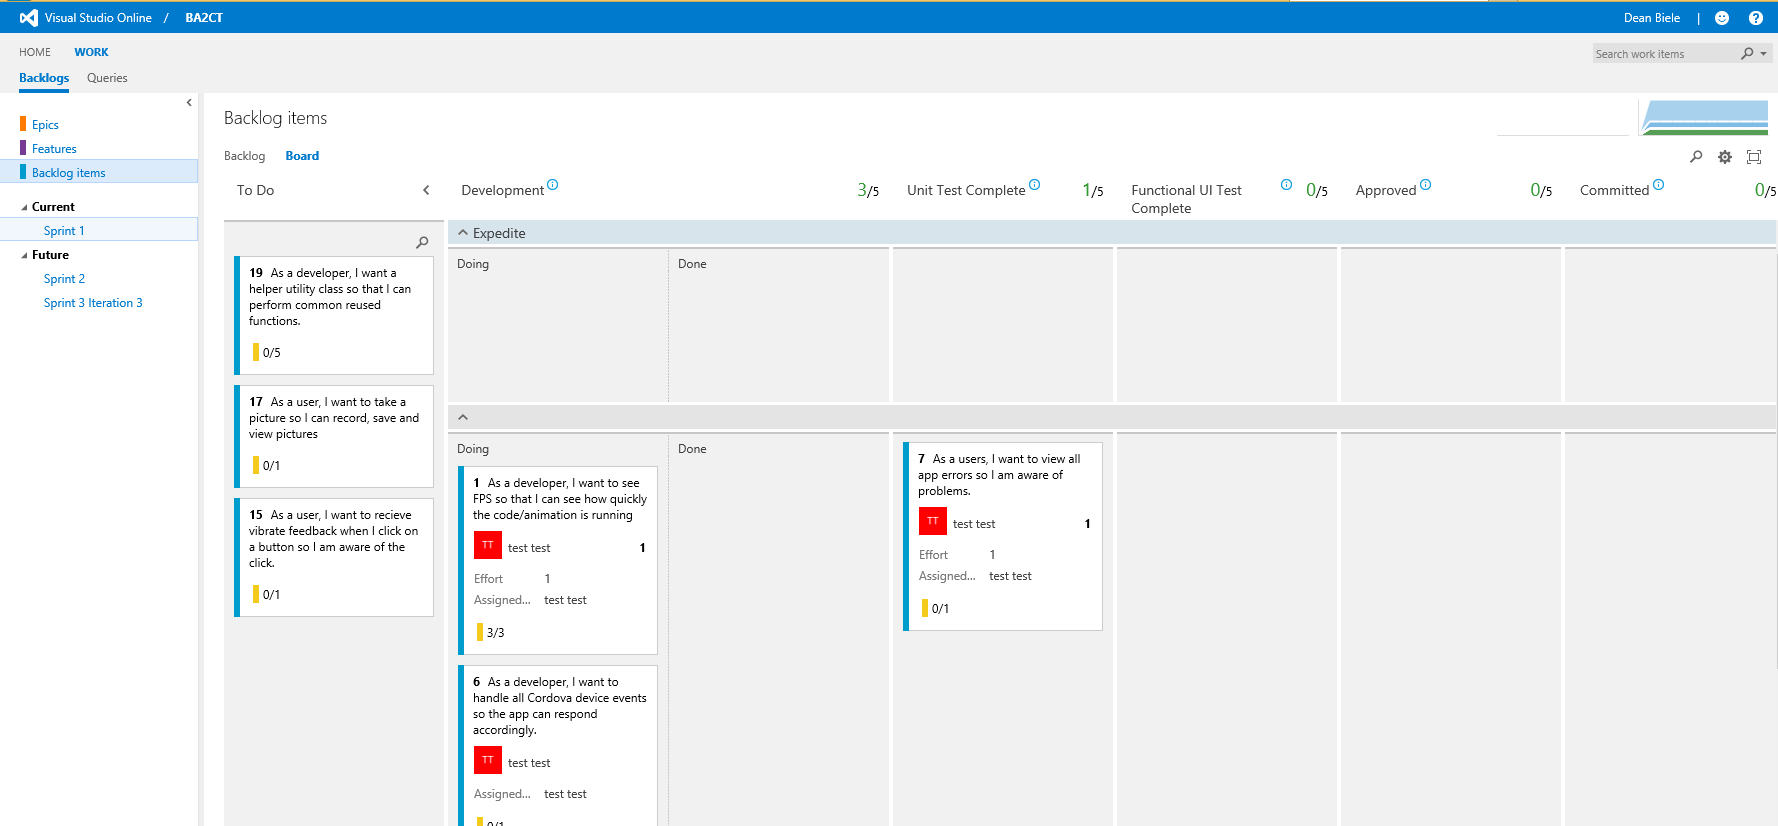 Visual Studio Online / BA2CT
Dean Biele |
HOME WORK
Search work items
Backlogs Queries
Epics
Features
Backlog items
Current
Sprint 1
Future
Sprint 2
Sprint 3 Iteration 3
Backlog items
Backlog Board
To Do
Development 3/5
Unit Test Complete 1/5
Functional UI Test
Complete
0/5
Approved 0/5
Committed 0/5
Expedite
19 As a developer, I want a
helper utility class so that I can
perform common reused
functions.
0/5
17 As a user, I want to take a
picture so I can record, save and
view pictures
0/1
15 As a user, I want to recieve
vibrate feedback when I click on
a button so I am aware of the
click.
0/1
Doing
Done
Doing
Done
1 As a developer, I want to see
FPS so that I can see how quickly
the code/animation is running
TT test test 1
Effort 1
Assigned... test test
3/3
6 As a developer, I want to
handle all Cordova device events
so the app can respond
accordingly.
TT test test
Assigned... test test
0/1
7 As a users, I want to view all
app errors so I am aware of
problems.
TT test test 1
Effort 1
Assigned... test test
0/1